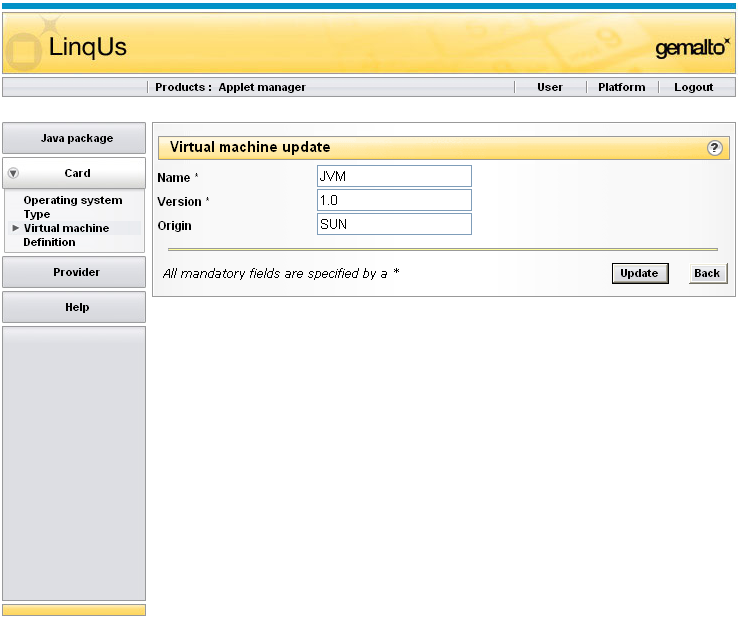 LinqUs
gemalto
Products : Applet manager
User
Platform
Logout
Java package
Card
Operating system
Type
Virtual machine
Definition
Provider
Help
Virtual machine update
?
Name *
JVM
Version *
1.0
Origin
SUN
All mandatory fields are specified by a *
Update
Back